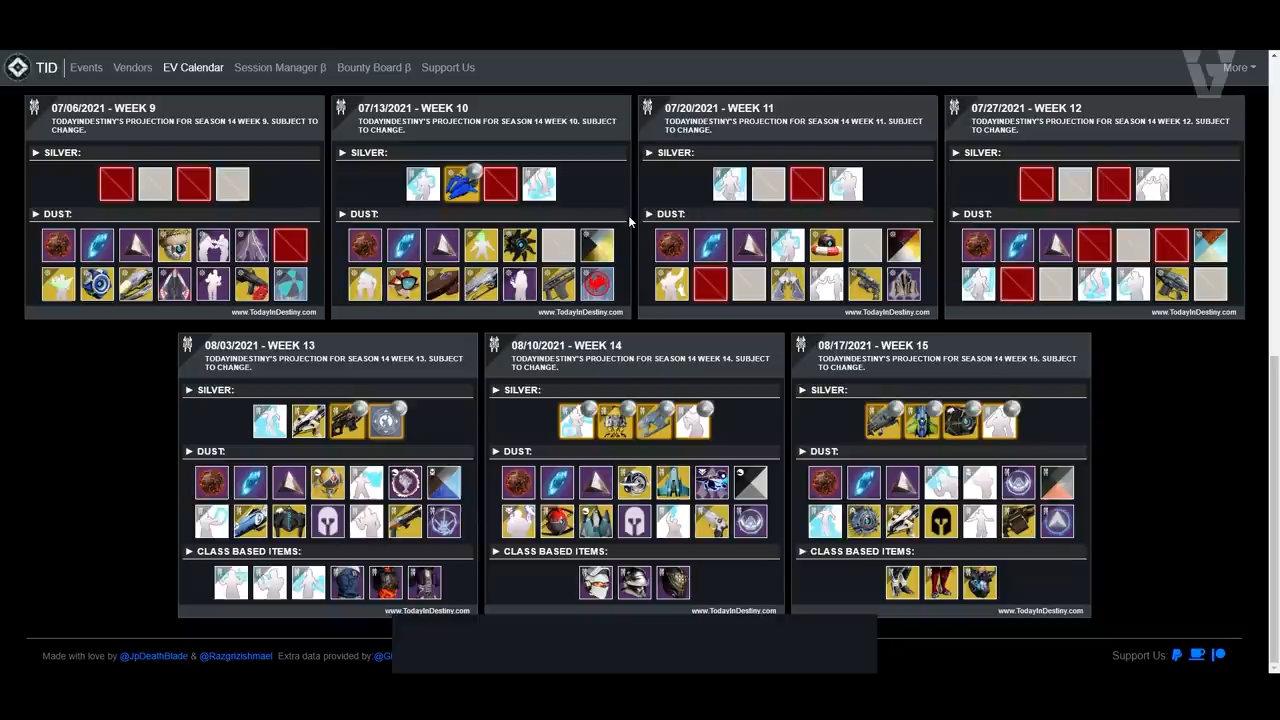 TID Events Vendors EV Calendar Session Manager β Bounty Board β Support Us More
07/06/2021 - WEEK 9
TODAYINDESTINY'S PROJECTION FOR SEASON 14 WEEK 9. SUBJECT TO
CHANGE.
SILVER:
DUST:
www.TodayInDestiny.com
07/13/2021 - WEEK 10
TODAYINDESTINY'S PROJECTION FOR SEASON 14 WEEK 10. SUBJECT
TO CHANGE.
SILVER:
DUST:
www.TodayInDestiny.com
07/20/2021 - WEEK 11
TODAYINDESTINY'S PROJECTION FOR SEASON 14 WEEK 11. SUBJECT
TO CHANGE.
SILVER:
DUST:
www.TodayInDestiny.com
07/27/2021 - WEEK 12
TODAYINDESTINY'S PROJECTION FOR SEASON 14 WEEK 12. SUBJECT
TO CHANGE.
SILVER:
DUST:
www.TodayInDestiny.com
08/03/2021 - WEEK 13
TODAYINDESTINY'S PROJECTION FOR SEASON 14 WEEK 13. SUBJECT
TO CHANGE.
SILVER:
DUST:
CLASS BASED ITEMS:
www.TodayInDestiny.com
08/10/2021 - WEEK 14
TODAYINDESTINY'S PROJECTION FOR SEASON 14 WEEK 14. SUBJECT
TO CHANGE.
SILVER:
DUST:
CLASS BASED ITEMS:
www.TodayInDestiny.com
08/17/2021 - WEEK 15
TODAYINDESTINY'S PROJECTION FOR SEASON 14 WEEK 15. SUBJECT
TO CHANGE.
SILVER:
DUST:
CLASS BASED ITEMS:
www.TodayInDestiny.com
Made with love by @JpDeathBlade & @Razgrizishmael Extra data provided by: Support Us: